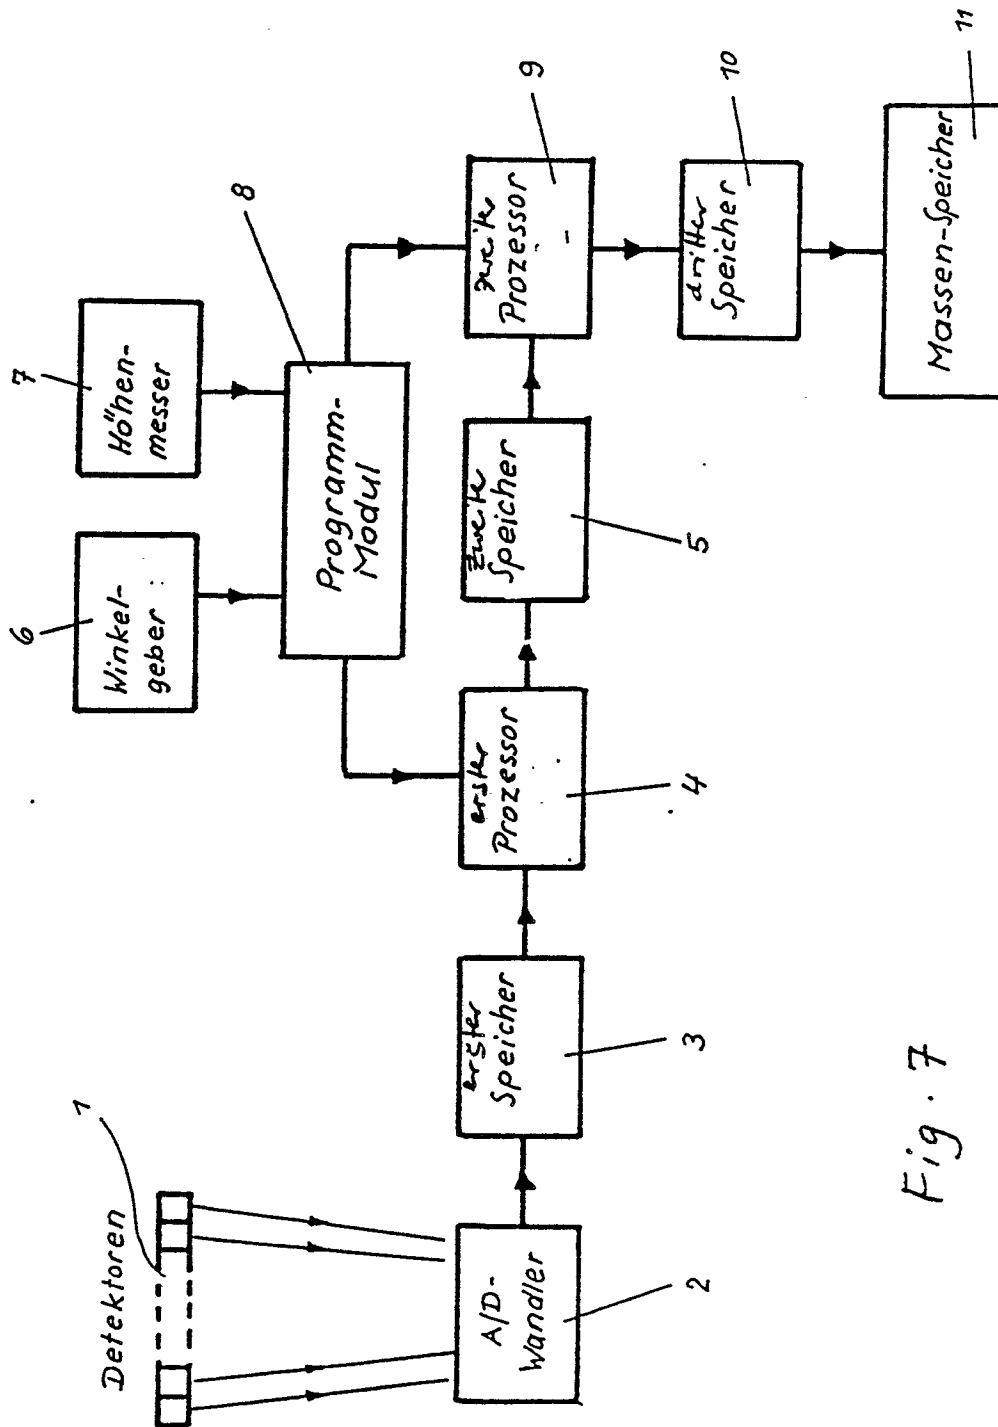 Detektoren
1
A/D-
Wandler
2
erster
Speicher
3
erster
Prozessor
4
zweite
Speicher
5
Winkel-
geber :
6
Höhen-
messer
7
Programm-
Modul
8
zweiter
Prozessor
9
dritter
Speicher
10
Massen-Speicher
11
Fig. 7